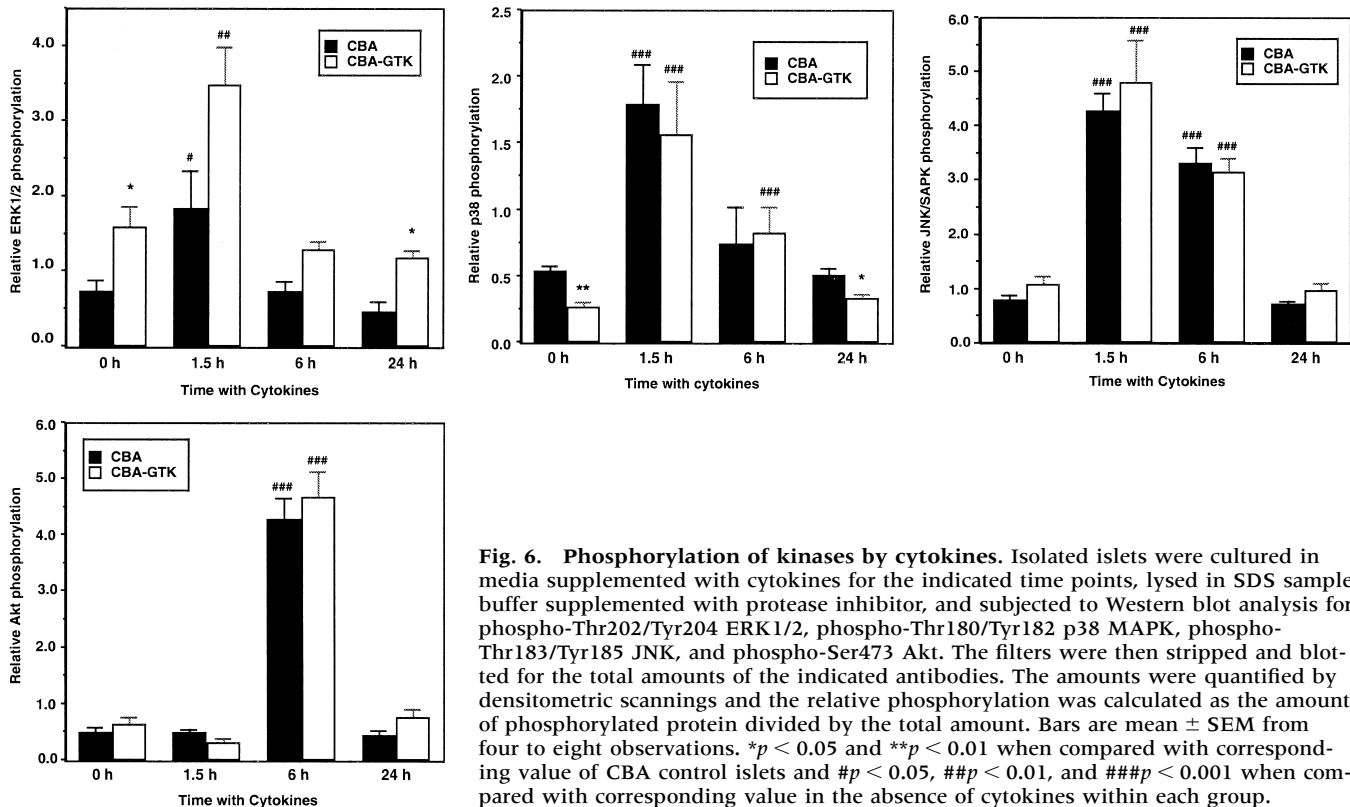 4.0
3.0
2.0
1.0
0.0
Relative ERK1/2 phosphorylation
CBA
CBA-GTK
*
#
##
*
0 h
1.5 h
6 h
24 h
Time with Cytokines
2.5
2.0
1.5
1.0
0.5
0.0
Relative p38 phosphorylation
CBA
CBA-GTK
**
###
###
###
*
0 h
1.5 h
6 h
24 h
Time with Cytokines
6.0
5.0
4.0
3.0
2.0
1.0
0.0
Relative JNK/SAPK phosphorylation
CBA
CBA-GTK
###
###
###
###
0 h
1.5 h
6 h
24 h
Time with Cytokines
6.0
5.0
4.0
3.0
2.0
1.0
0.0
Relative Akt phosphorylation
CBA
CBA-GTK
###
###
0 h
1.5 h
6 h
24 h
Time with Cytokines
Fig. 6. Phosphorylation of kinases by cytokines. Isolated islets were cultured in
media supplemented with cytokines for the indicated time points, lysed in SDS sample
buffer supplemented with protease inhibitor, and subjected to Western blot analysis for
phospho-Thr202/Tyr204 ERK1/2, phospho-Thr180/Tyr182 p38 MAPK, phospho-
Thr183/Tyr185 JNK, and phospho-Ser473 Akt. The filters were then stripped and blot-
ted for the total amounts of the indicated antibodies. The amounts were quantified by
densitometric scannings and the relative phosphorylation was calculated as the amount
of phosphorylated protein divided by the total amount. Bars are mean ± SEM from
four to eight observations. *p < 0.05 and **p < 0.01 when compared with correspond-
ing value of CBA control islets and #p < 0.05, ##p < 0.01, and ###p < 0.001 when com-
pared with corresponding value in the absence of cytokines within each group.